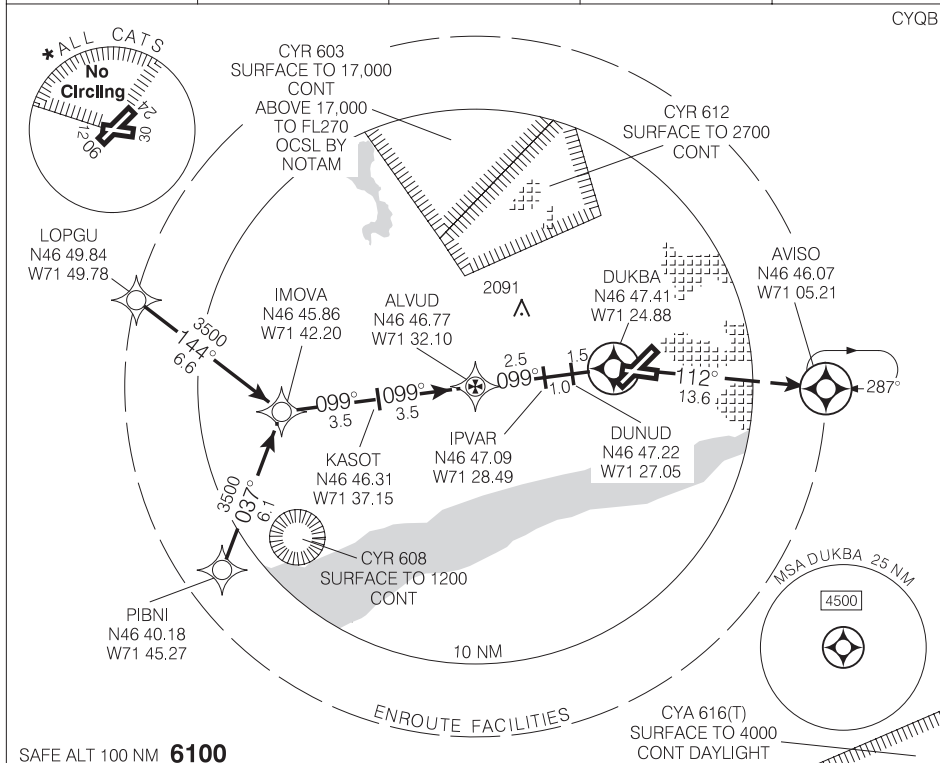 CYQB
*ALL CATS
No
Circling
24
30
12
06
CYR 603
SURFACE TO 17,000
CONT
ABOVE 17,000
TO FL270
OCSL BY
NOTAM
CYR 612
SURFACE TO 2700
CONT
LOPGU
N46 49.84
W71 49.78
3500
144°
6.6
IMOVA
N46 45.86
W71 42.20
ALVUD
N46 46.77
W71 32.10
2091
DUKBA
N46 47.41
W71 24.88
AVISO
N46 46.07
W71 05.21
099°
3.5
099°
3.5
2.5
099°
1.0
1.5
112°
13.6
287°
KASOT
N46 46.31
W71 37.15
IPVAR
N46 47.09
W71 28.49
DUNUD
N46 47.22
W71 27.05
3500
037°
6.1
CYR 608
SURFACE TO 1200
CONT
PIBNI
N46 40.18
W71 45.27
10 NM
ENROUTE FACILITIES
MSA DUKBA 25 NM
4500
CYA 616(T)
SURFACE TO 4000
CONT DAYLIGHT
SAFE ALT 100 NM 6100